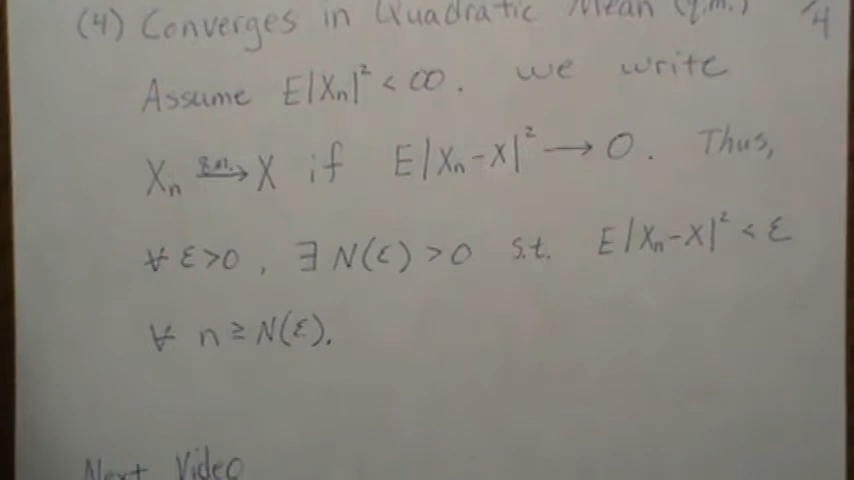 (4) Converges in Quadratic Mean (q.m.) /4
Assume E|Xn|² < ∞. we write
Xn q.m.→ X if E|Xn-X|² → 0. Thus,
∀ ε>0, ∃ N(ε) > 0 s.t. E|Xn-X|² < ε
∀ n ≥ N(ε).
Next Video